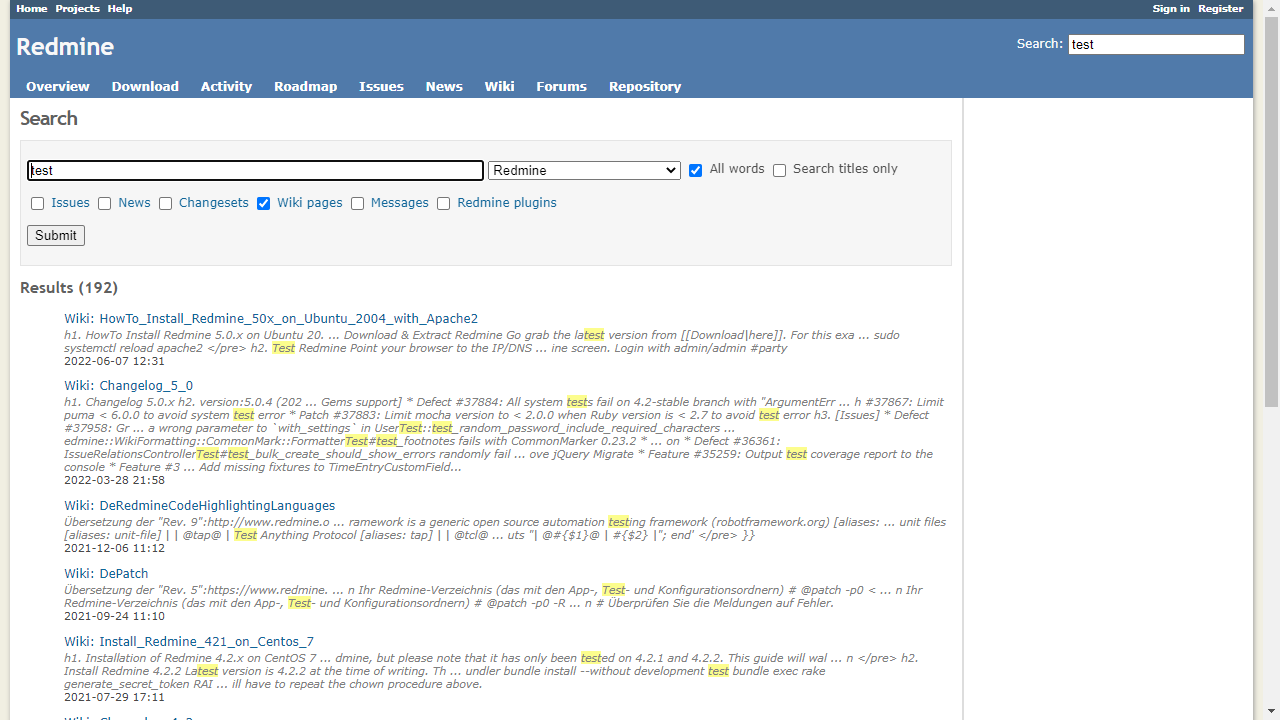 Home Projects Help Sign in Register
Redmine Search: test
Overview Download Activity Roadmap Issues News Wiki Forums Repository
Search
test Redmine All words Search titles only
Issues News Changesets Wiki pages Messages Redmine plugins
Submit
Results (192)
Wiki: HowTo_Install_Redmine_50x_on_Ubuntu_2004_with_Apache2
h1. HowTo Install Redmine 5.0.x on Ubuntu 20. ... Download & Extract Redmine Go grab the latest version from [[Download|here]]. For this exa ... sudo
systemctl reload apache2 </pre> h2. Test Redmine Point your browser to the IP/DNS ... ine screen. Login with admin/admin #party
2022-06-07 12:31
Wiki: Changelog_5_0
h1. Changelog 5.0.x h2. version:5.0.4 (202 ... Gems support] * Defect #37884: All system tests fail on 4.2-stable branch with "ArgumentErr ... h #37867: Limit
puma < 6.0.0 to avoid system test error * Patch #37883: Limit mocha version to < 2.0.0 when Ruby version is < 2.7 to avoid test error h3. [Issues] * Defect
#37958: Gr ... a wrong parameter to `with_settings` in UserTest::test_random_password_include_required_characters ...
edmine::WikiFormatting::CommonMark::FormatterTest#test_footnotes fails with CommonMarker 0.23.2 * ... on * Defect #36361:
IssueRelationsControllerTest#test_bulk_create_should_show_errors randomly fail ... ove jQuery Migrate * Feature #35259: Output test coverage report to the
console * Feature #3 ... Add missing fixtures to TimeEntryCustomField...
2022-03-28 21:58
Wiki: DeRedmineCodeHighlightingLanguages
Übersetzung der "Rev. 9":http://www.redmine.o ... ramework is a generic open source automation testing framework (robotframework.org) [aliases: ... unit files
[aliases: unit-file] | | @tap@ | Test Anything Protocol [aliases: tap] | | @tcl@ ... uts "| @#{$1}@ | #{$2} |"; end' </pre> }}
2021-12-06 11:12
Wiki: DePatch
Übersetzung der "Rev. 5":https://www.redmine. ... n Ihr Redmine-Verzeichnis (das mit den App-, Test- und Konfigurationsordnern) # @patch -p0 < ... n Ihr
Redmine-Verzeichnis (das mit den App-, Test- und Konfigurationsordnern) # @patch -p0 -R ... n # Überprüfen Sie die Meldungen auf Fehler.
2021-09-24 11:10
Wiki: Install_Redmine_421_on_Centos_7
h1. Installation of Redmine 4.2.x on CentOS 7 ... dmine, but please note that it has only been tested on 4.2.1 and 4.2.2. This guide will wal ... n </pre> h2.
Install Redmine 4.2.2 Latest version is 4.2.2 at the time of writing. Th ... undler bundle install --without development test bundle exec rake
generate_secret_token RAI ... ill have to repeat the chown procedure above.
2021-07-29 17:11